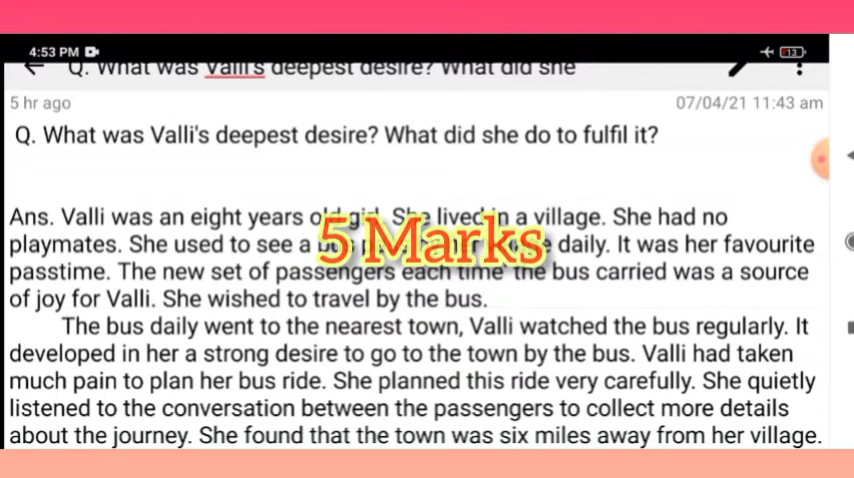 4:53 PM
13
Q. What was Valli's deepest desire? What did she
5 hr ago
07/04/21 11:43 am
Q. What was Valli's deepest desire? What did she do to fulfil it?
Ans. Valli was an eight years old girl. She lived in a village. She had no
5 Marks
playmates. She used to see a bus daily. It was her favourite
passtime. The new set of passengers each time the bus carried was a source
of joy for Valli. She wished to travel by the bus.
The bus daily went to the nearest town, Valli watched the bus regularly. It
developed in her a strong desire to go to the town by the bus. Valli had taken
much pain to plan her bus ride. She planned this ride very carefully. She quietly
listened to the conversation between the passengers to collect more details
about the journey. She found that the town was six miles away from her village.